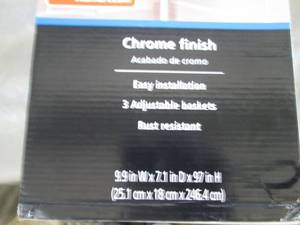 Chrome finish
Acabado de cromo
Easy installation
3 Adjustable baskets
Rust resistant
9.9 in W x 7.1 in D x 97 in H
(25.1 cm x 18 cm x 246.4 cm)